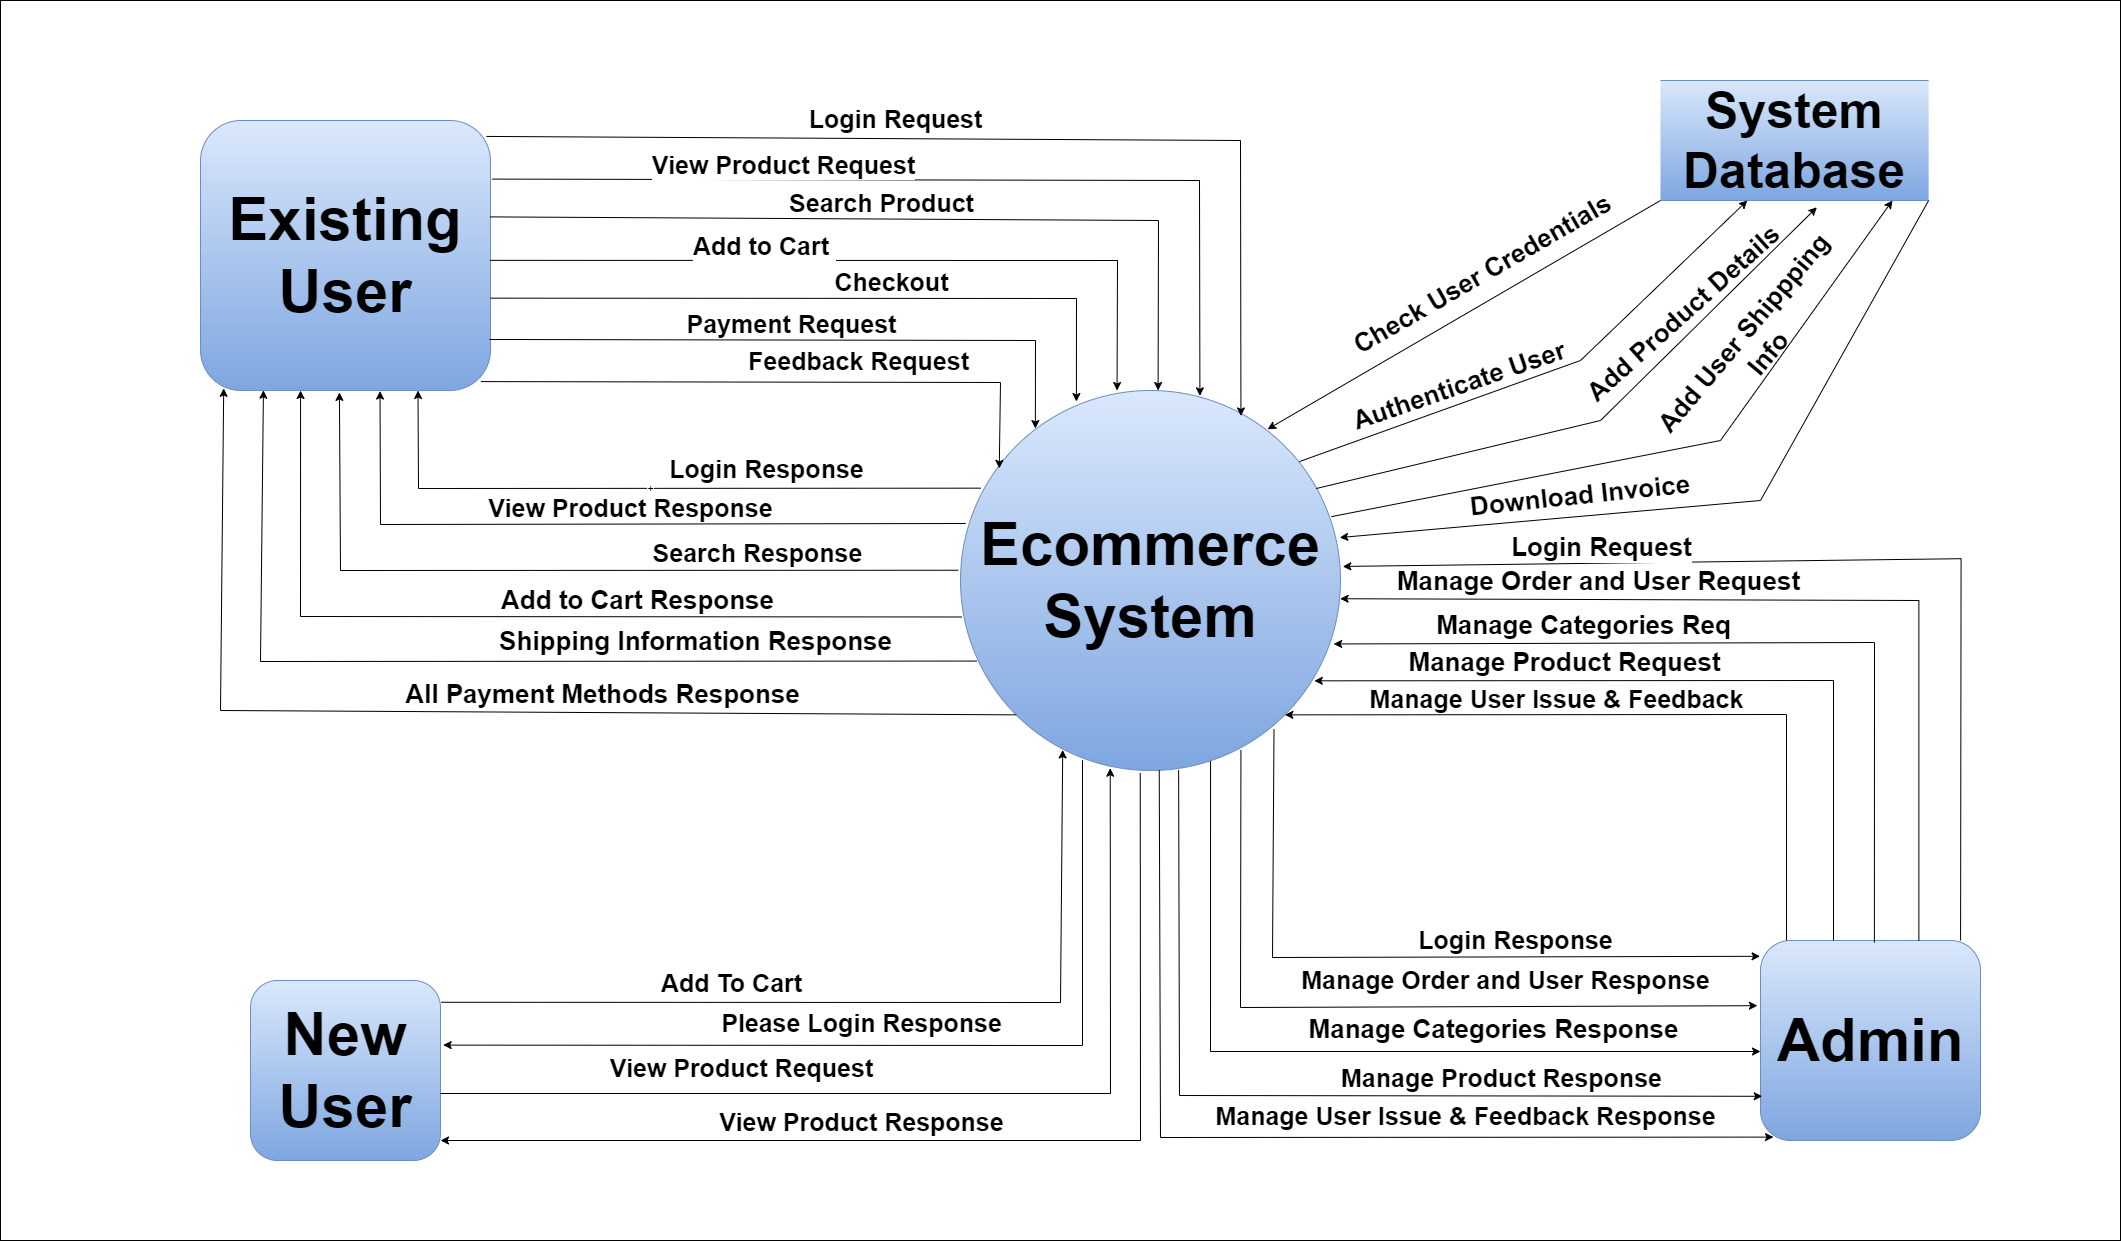 Existing
User
Login Request
View Product Request
Search Product
Add to Cart
Checkout
Payment Request
Feedback Request
System
Database
Check User Credentials
Authenticate User
Add Product Details
Add User Shippping
Info
Download Invoice
Login Response
View Product Response
Search Response
Add to Cart Response
Shipping Information Response
All Payment Methods Response
Ecommerce
System
Login Request
Manage Order and User Request
Manage Categories Req
Manage Product Request
Manage User Issue & Feedback
New
User
Add To Cart
Please Login Response
View Product Request
View Product Response
Login Response
Manage Order and User Response
Manage Categories Response
Manage Product Response
Manage User Issue & Feedback Response
Admin